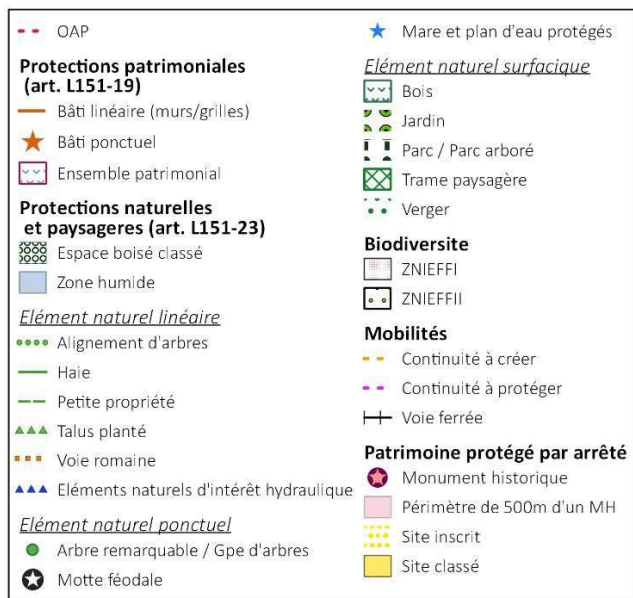 OAP
Protections patrimoniales
(art. L151-19)
Bâti linéaire (murs/grilles)
Bâti ponctuel
Ensemble patrimonial
Protections naturelles
et paysageres (art. L151-23)
Espace boisé classé
Zone humide
Elément naturel linéaire
Alignement d'arbres
Haie
Petite propriété
Talus planté
Voie romaine
Eléments naturels d'intérêt hydraulique
Elément naturel ponctuel
Arbre remarquable / Gpe d'arbres
Motte féodale
Mare et plan d'eau protégés
Elément naturel surfacique
Bois
Jardin
Parc / Parc arboré
Trame paysagère
Verger
Biodiversite
ZNIEFFI
ZNIEFFII
Mobilités
Continuité à créer
Continuité à protéger
Voie ferrée
Patrimoine protégé par arrêté
Monument historique
Périmètre de 500m d'un MH
Site inscrit
Site classé